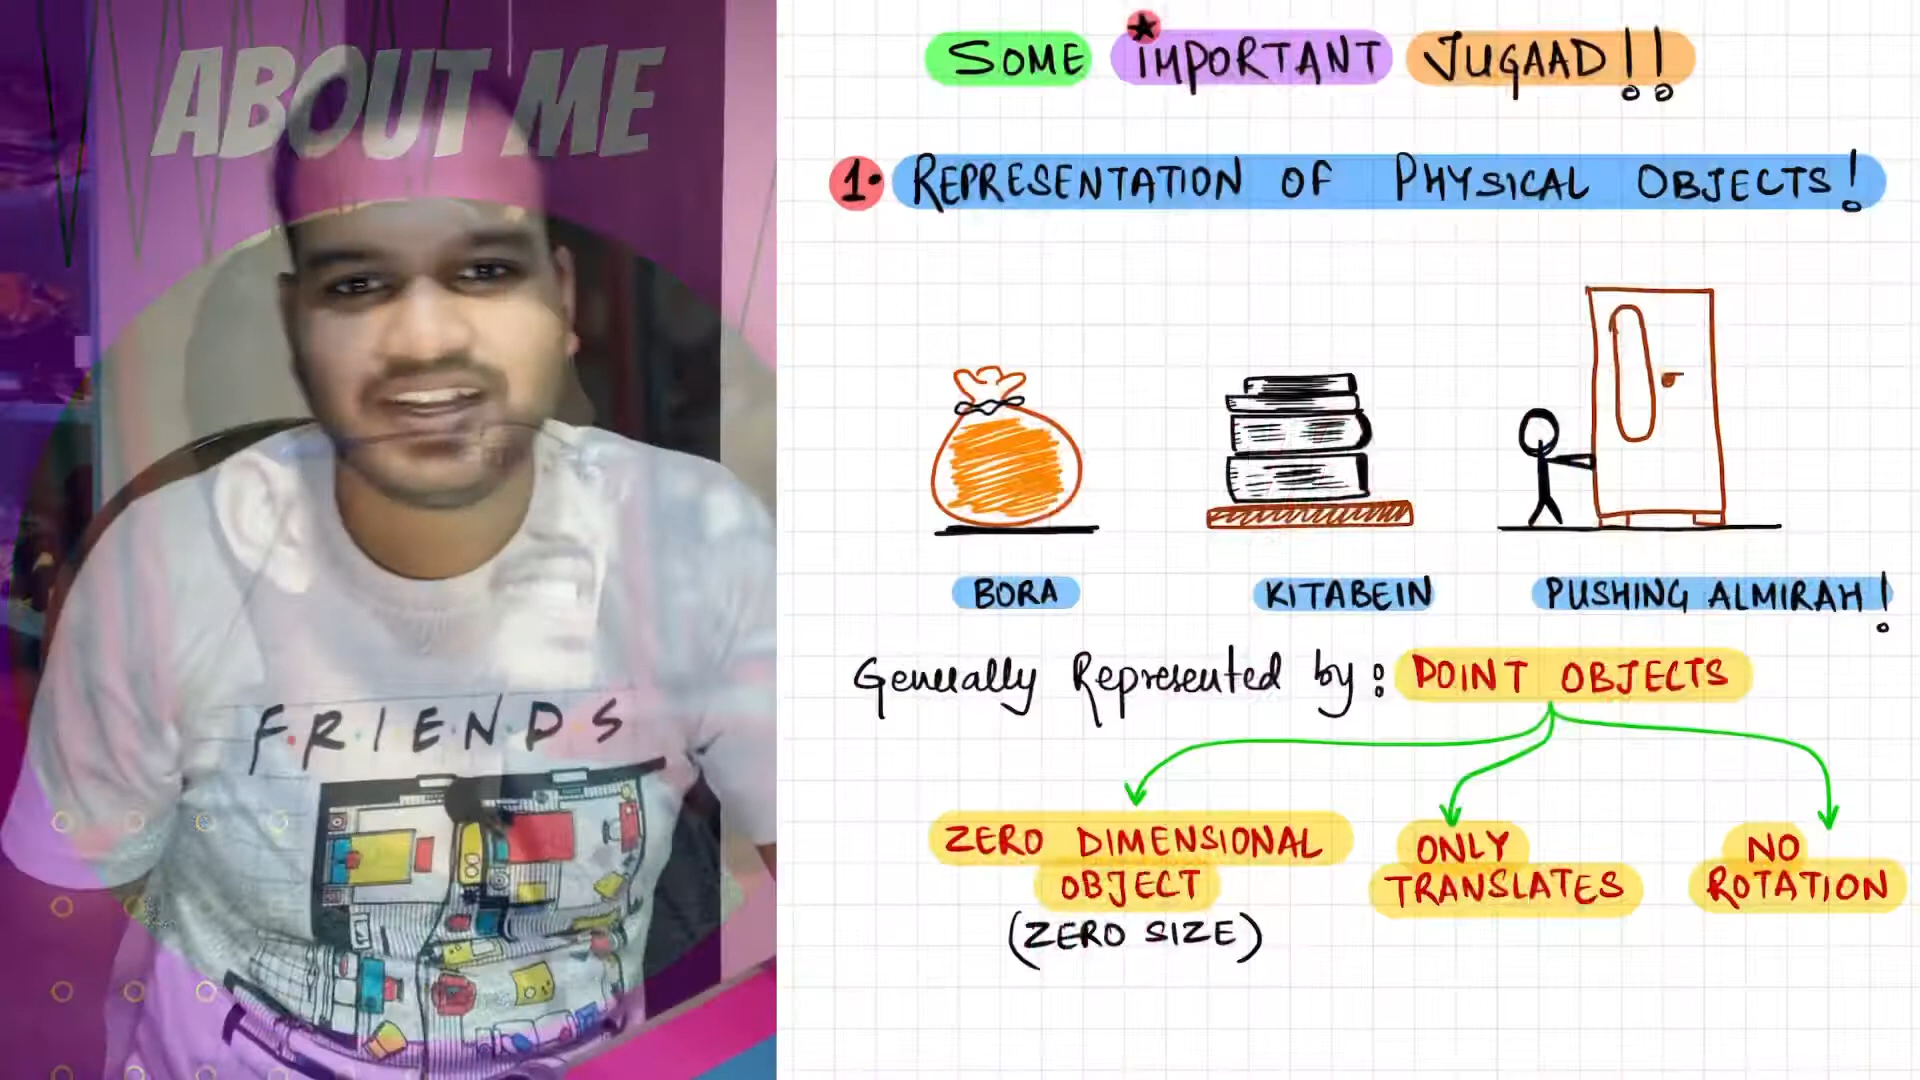 ABOUT ME
F.R.I.E.N.D.S
SOME IMPORTANT JUGAAD!!
1. REPRESENTATION OF PHYSICAL OBJECTS!
BORA
KITABEIN
PUSHING ALMIRAH!
Generally Represented by: POINT OBJECTS
ZERO DIMENSIONAL
OBJECT
(ZERO SIZE)
ONLY
TRANSLATES
NO
ROTATION